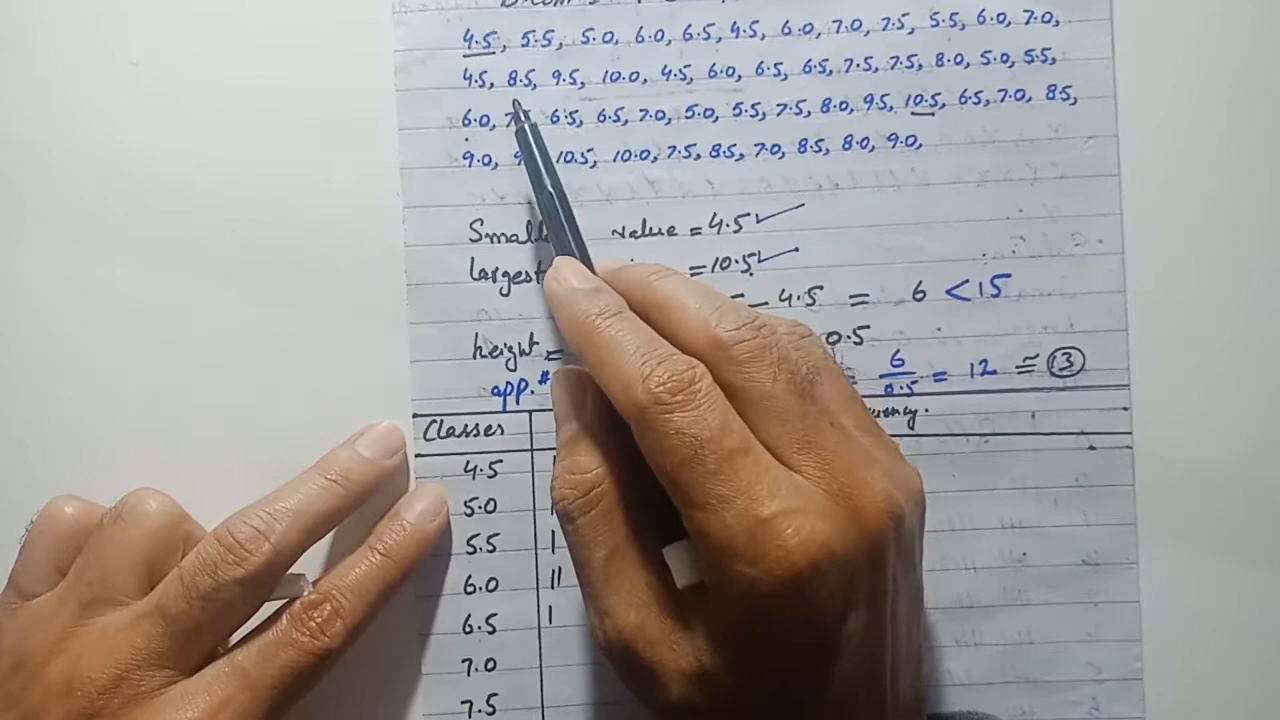 4.5, 5.5, 5.0, 6.0, 6.5, 4.5, 6.0, 7.0, 7.5, 5.5, 6.0, 7.0,
4.5, 8.5, 9.5, 10.0, 4.5, 6.0, 6.5, 6.5, 7.5, 7.5, 8.0, 5.0, 5.5,
6.0, 6.5, 6.5, 7.0, 5.0, 5.5, 7.5, 8.0, 9.5, 10.5, 6.5, 7.0, 8.5,
9.0, 10.5, 10.0, 7.5, 8.5, 7.0, 8.5, 8.0, 9.0,
value = 4.5
largest = 10.5
- 4.5 = 6 < 15
height = 0.5
app. # = 6/0.5 = 12 ≅ 13
Classes
4.5
5.0
5.5
6.0
6.5
7.0
7.5